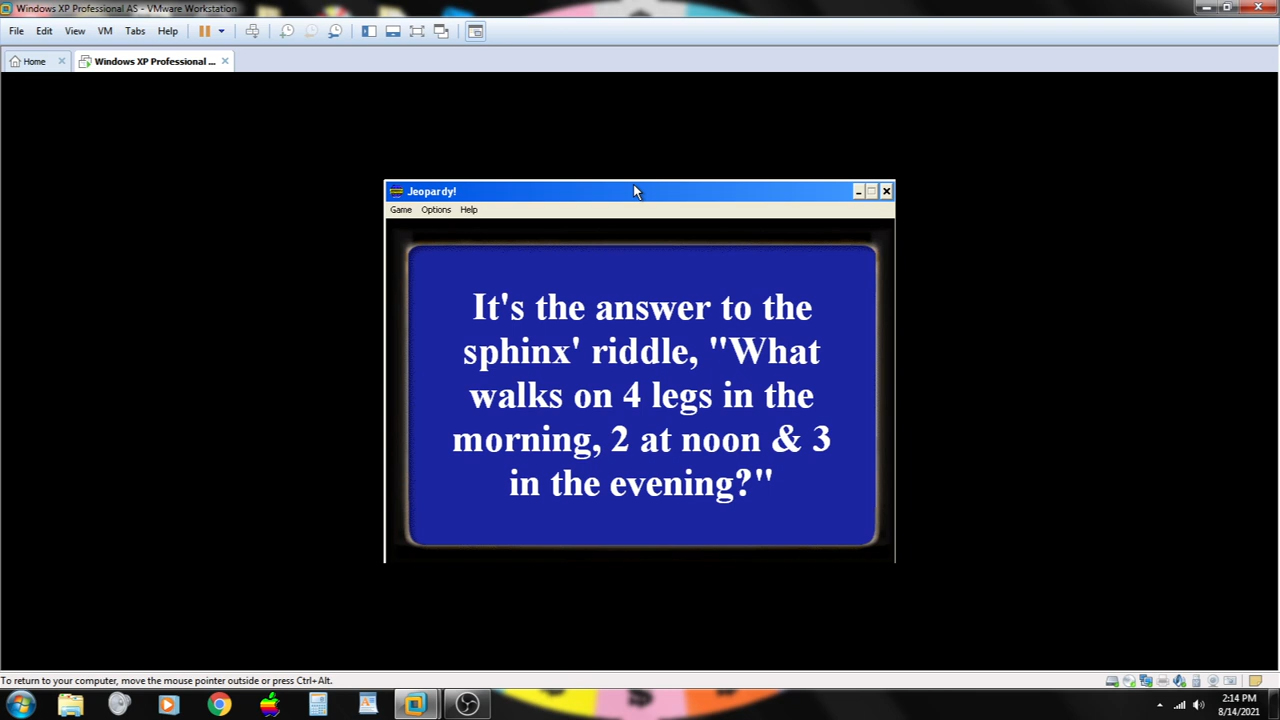 Windows XP Professional AS - VMware Workstation
File Edit View VM Tabs Help
Home Windows XP Professional ...
Jeopardy!
Game Options Help
It's the answer to the
sphinx' riddle, "What
walks on 4 legs in the
morning, 2 at noon & 3
in the evening?"
To return to your computer, move the mouse pointer outside or press Ctrl+Alt.
2:14 PM
8/14/2021